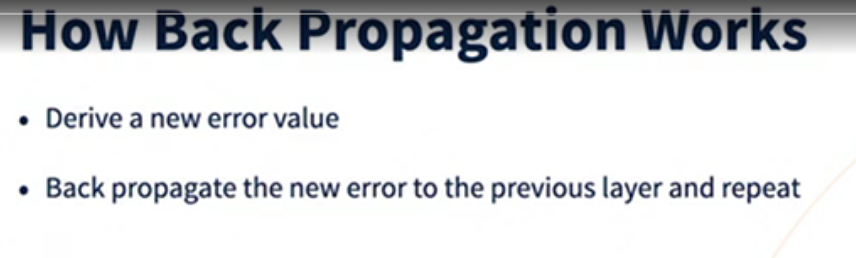 How Back Propagation Works
• Derive a new error value
• Back propagate the new error to the previous layer and repeat